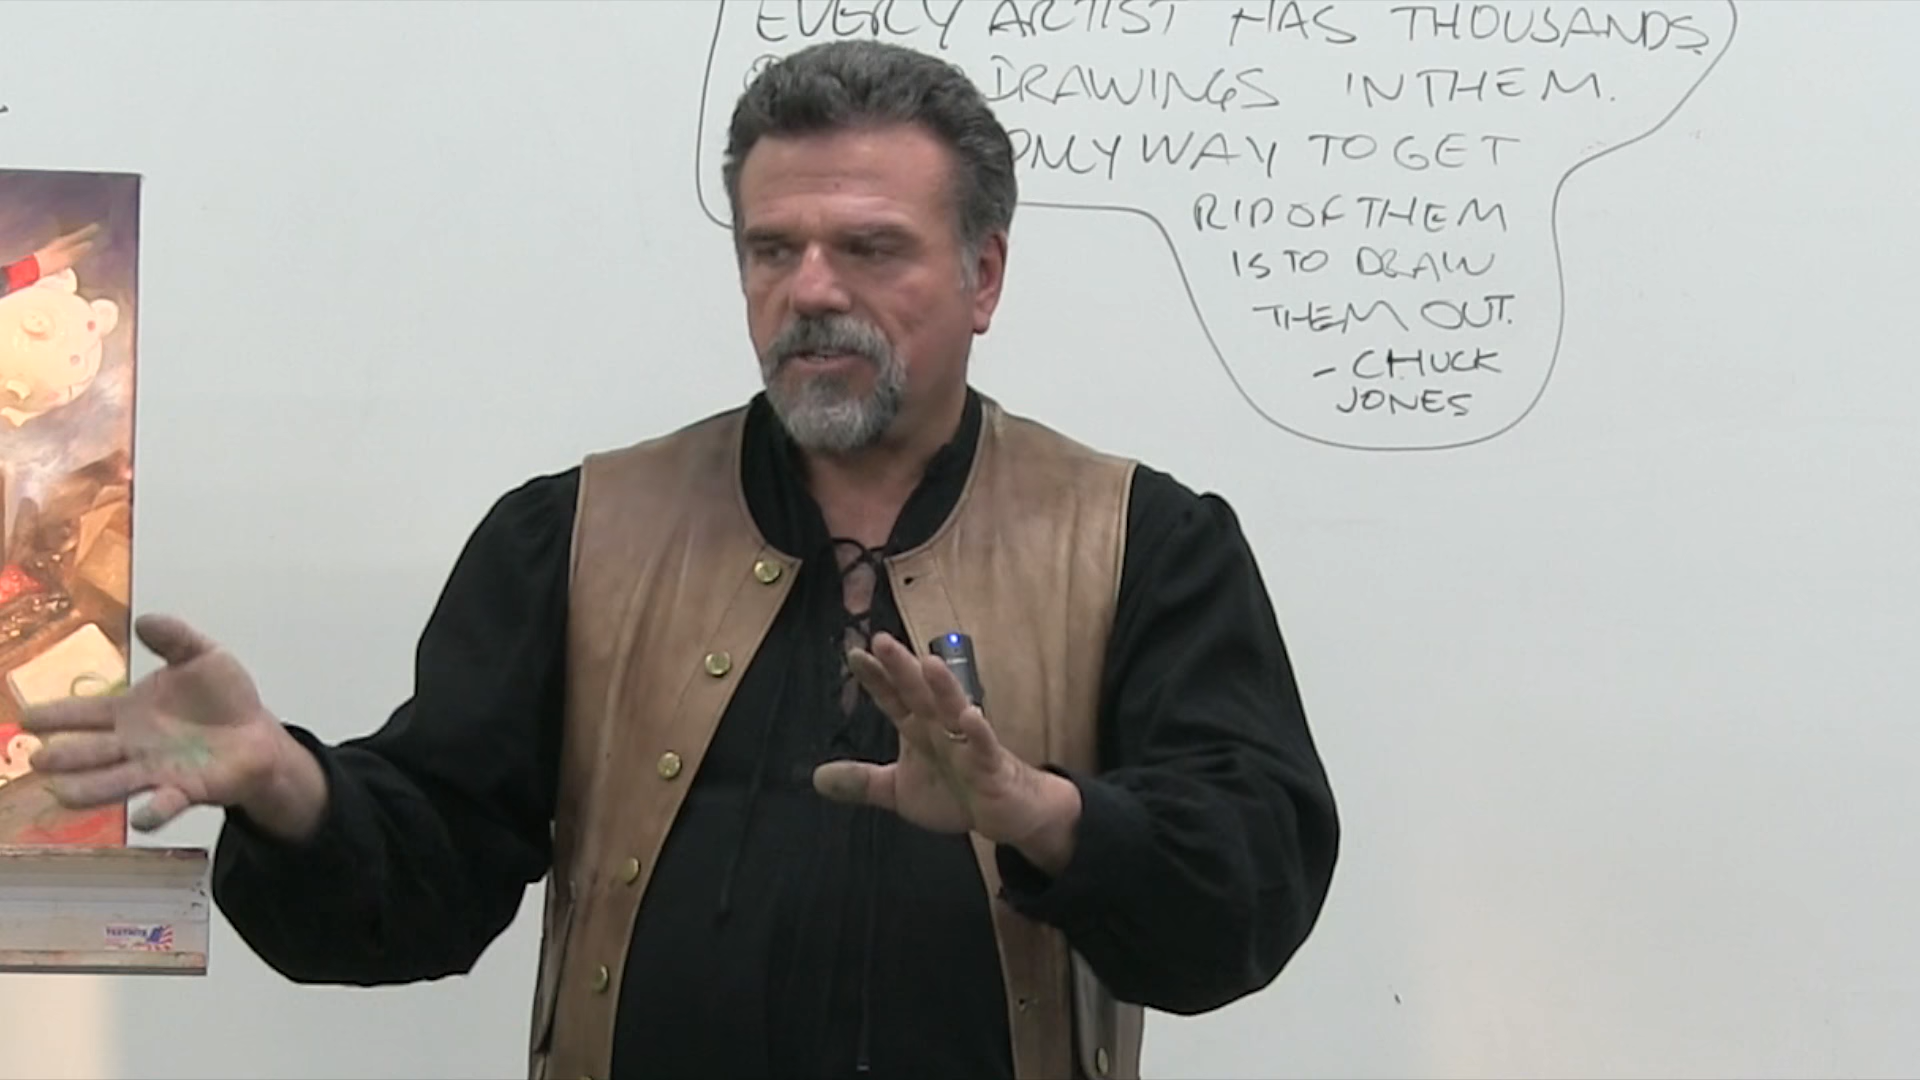 EVERY ARTIST HAS THOUSANDS
DRAWINGS IN THEM.
ONLY WAY TO GET
RID OF THEM
IS TO DRAW
THEM OUT.
- CHUCK
JONES